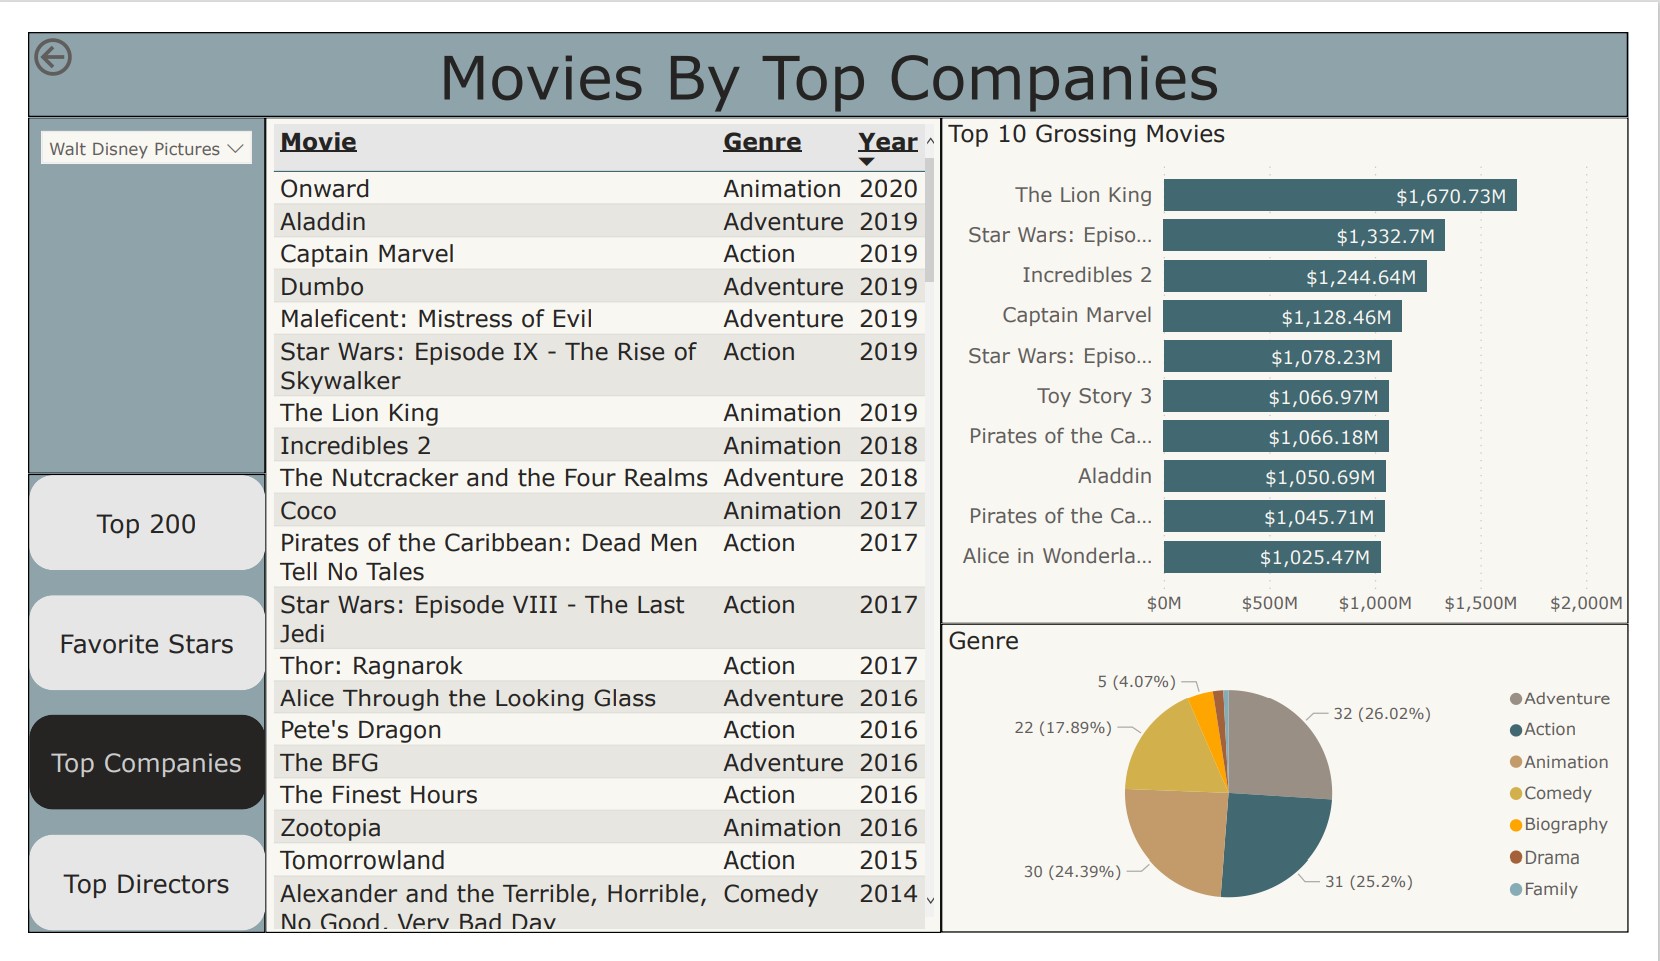 Movies By Top Companies
Walt Disney Pictures
Top 200
Favorite Stars
Top Companies
Top Directors
Movie Genre Year
Onward Animation 2020
Aladdin Adventure 2019
Captain Marvel Action 2019
Dumbo Adventure 2019
Maleficent: Mistress of Evil Adventure 2019
Star Wars: Episode IX - The Rise of Action 2019
Skywalker
The Lion King Animation 2019
Incredibles 2 Animation 2018
The Nutcracker and the Four Realms Adventure 2018
Coco Animation 2017
Pirates of the Caribbean: Dead Men Action 2017
Tell No Tales
Star Wars: Episode VIII - The Last Action 2017
Jedi
Thor: Ragnarok Action 2017
Alice Through the Looking Glass Adventure 2016
Pete's Dragon Action 2016
The BFG Adventure 2016
The Finest Hours Action 2016
Zootopia Animation 2016
Tomorrowland Action 2015
Alexander and the Terrible, Horrible, Comedy 2014
No Good, Very Bad Day
Top 10 Grossing Movies
The Lion King $1,670.73M
Star Wars: Episo... $1,332.7M
Incredibles 2 $1,244.64M
Captain Marvel $1,128.46M
Star Wars: Episo... $1,078.23M
Toy Story 3 $1,066.97M
Pirates of the Ca... $1,066.18M
Aladdin $1,050.69M
Pirates of the Ca... $1,045.71M
Alice in Wonderla... $1,025.47M
$0M $500M $1,000M $1,500M $2,000M
Genre
5 (4.07%)
22 (17.89%)
32 (26.02%)
30 (24.39%)
31 (25.2%)
Adventure
Action
Animation
Comedy
Biography
Drama
Family